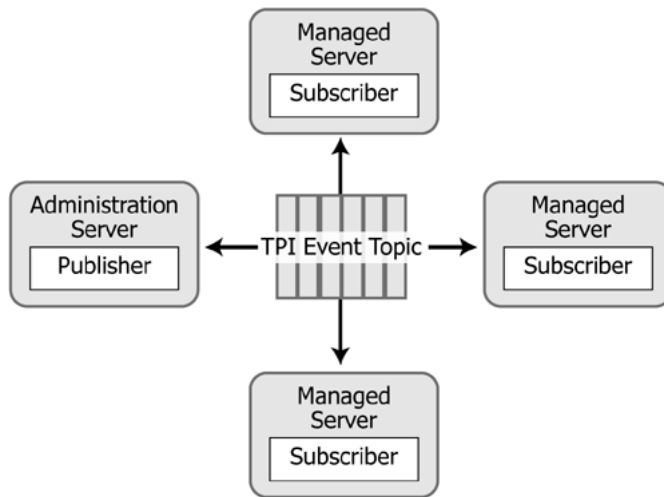 Managed
Server
Subscriber
Administration
Server
Publisher
TPI Event Topic
Managed
Server
Subscriber
Managed
Server
Subscriber